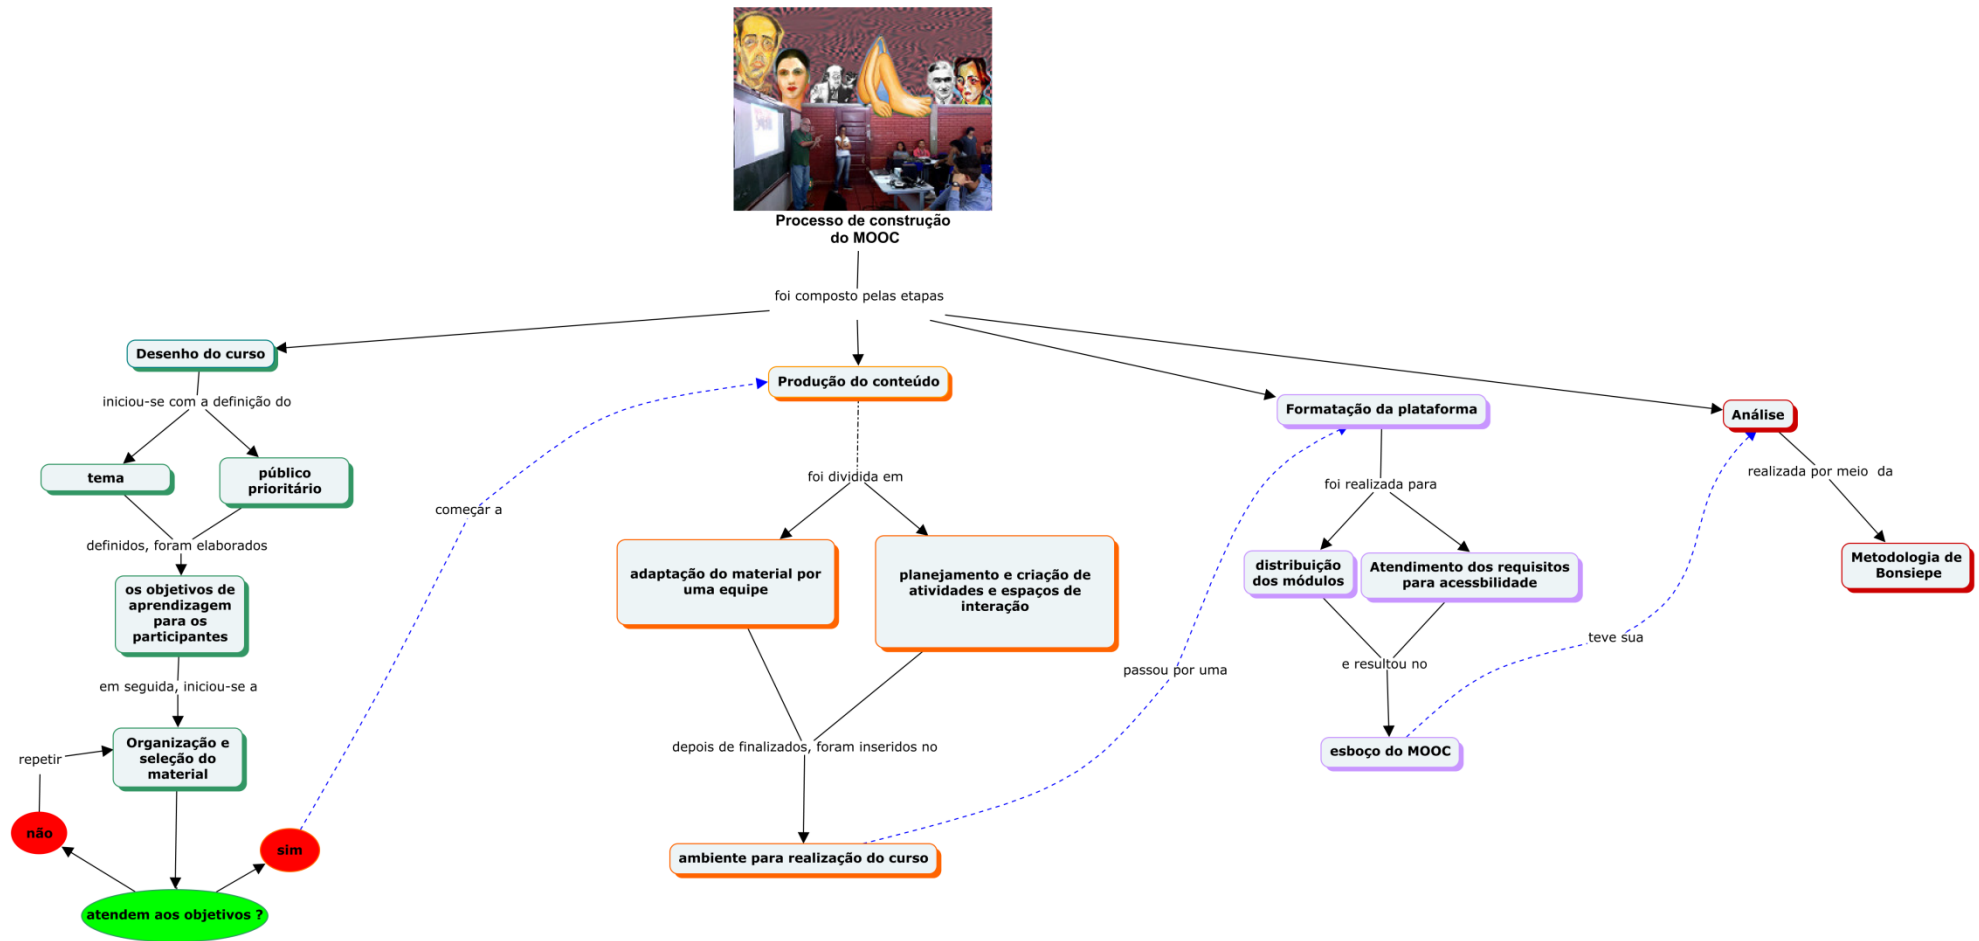 Processo de construção
do MOOC
foi composto pelas etapas
Desenho do curso
iniciou-se com a definição do
tema
público
prioritário
definidos, foram elaborados
os objetivos de
aprendizagem
para os
participantes
em seguida, iniciou-se a
Organização e
seleção do
material
repetir
não
sim
atendem aos objetivos ?
começar a
Produção do conteúdo
foi dividida em
adaptação do material por
uma equipe
planejamento e criação de
atividades e espaços de
interação
depois de finalizados, foram inseridos no
ambiente para realização do curso
passou por uma
Formatação da plataforma
foi realizada para
distribuição
dos módulos
Atendimento dos requisitos
para acessbilidade
e resultou no
esboço do MOOC
teve sua
Análise
realizada por meio  da
Metodologia de
Bonsiepe